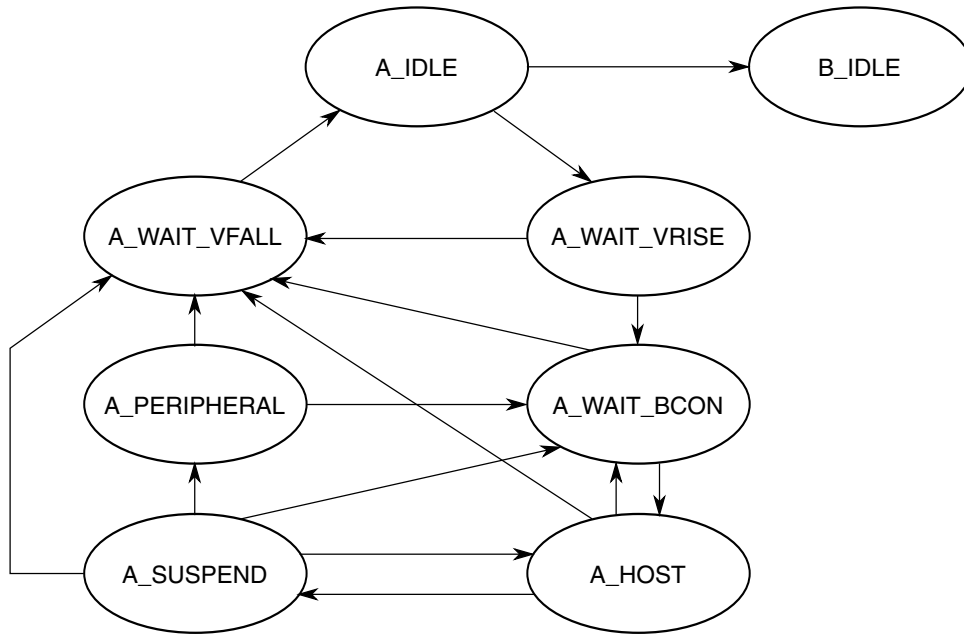 A_IDLE
B_IDLE
A_WAIT_VFALL
A_WAIT_VRISE
A_PERIPHERAL
A_WAIT_BCON
A_SUSPEND
A_HOST